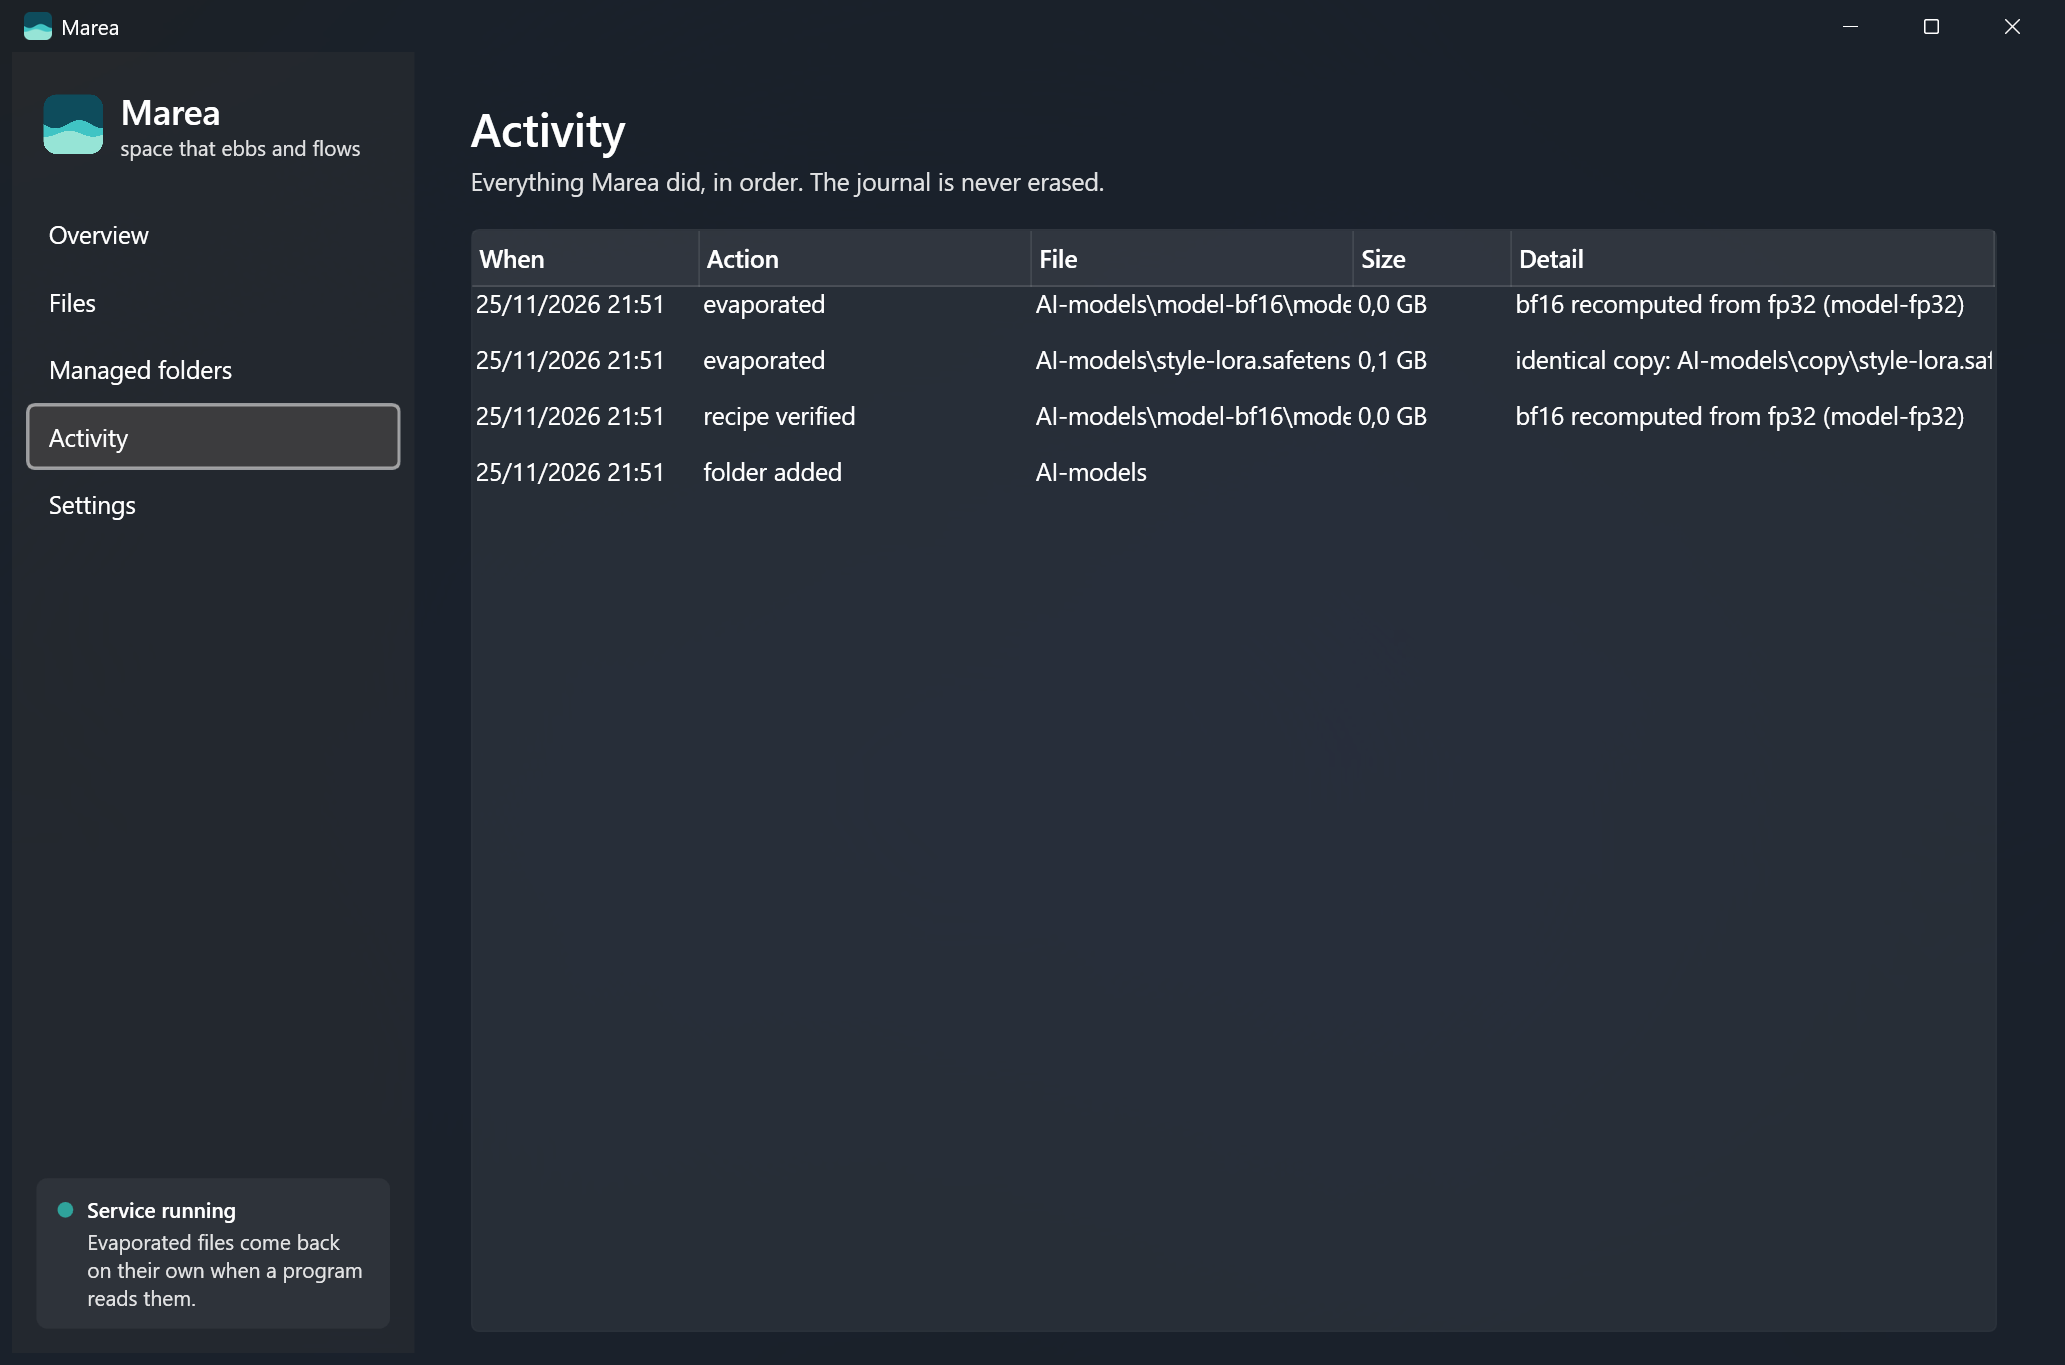 Marea
Marea
space that ebbs and flows
Overview
Files
Managed folders
Activity
Settings
Service running
Evaporated files come back
on their own when a program
reads them.
Activity
Everything Marea did, in order. The journal is never erased.
When Action File Size Detail
25/11/2026 21:51 evaporated AI-models\model-bf16\mode 0,0 GB bf16 recomputed from fp32 (model-fp32)
25/11/2026 21:51 evaporated AI-models\style-lora.safetens 0,1 GB identical copy: AI-models\copy\style-lora.saf
25/11/2026 21:51 recipe verified AI-models\model-bf16\mode 0,0 GB bf16 recomputed from fp32 (model-fp32)
25/11/2026 21:51 folder added AI-models